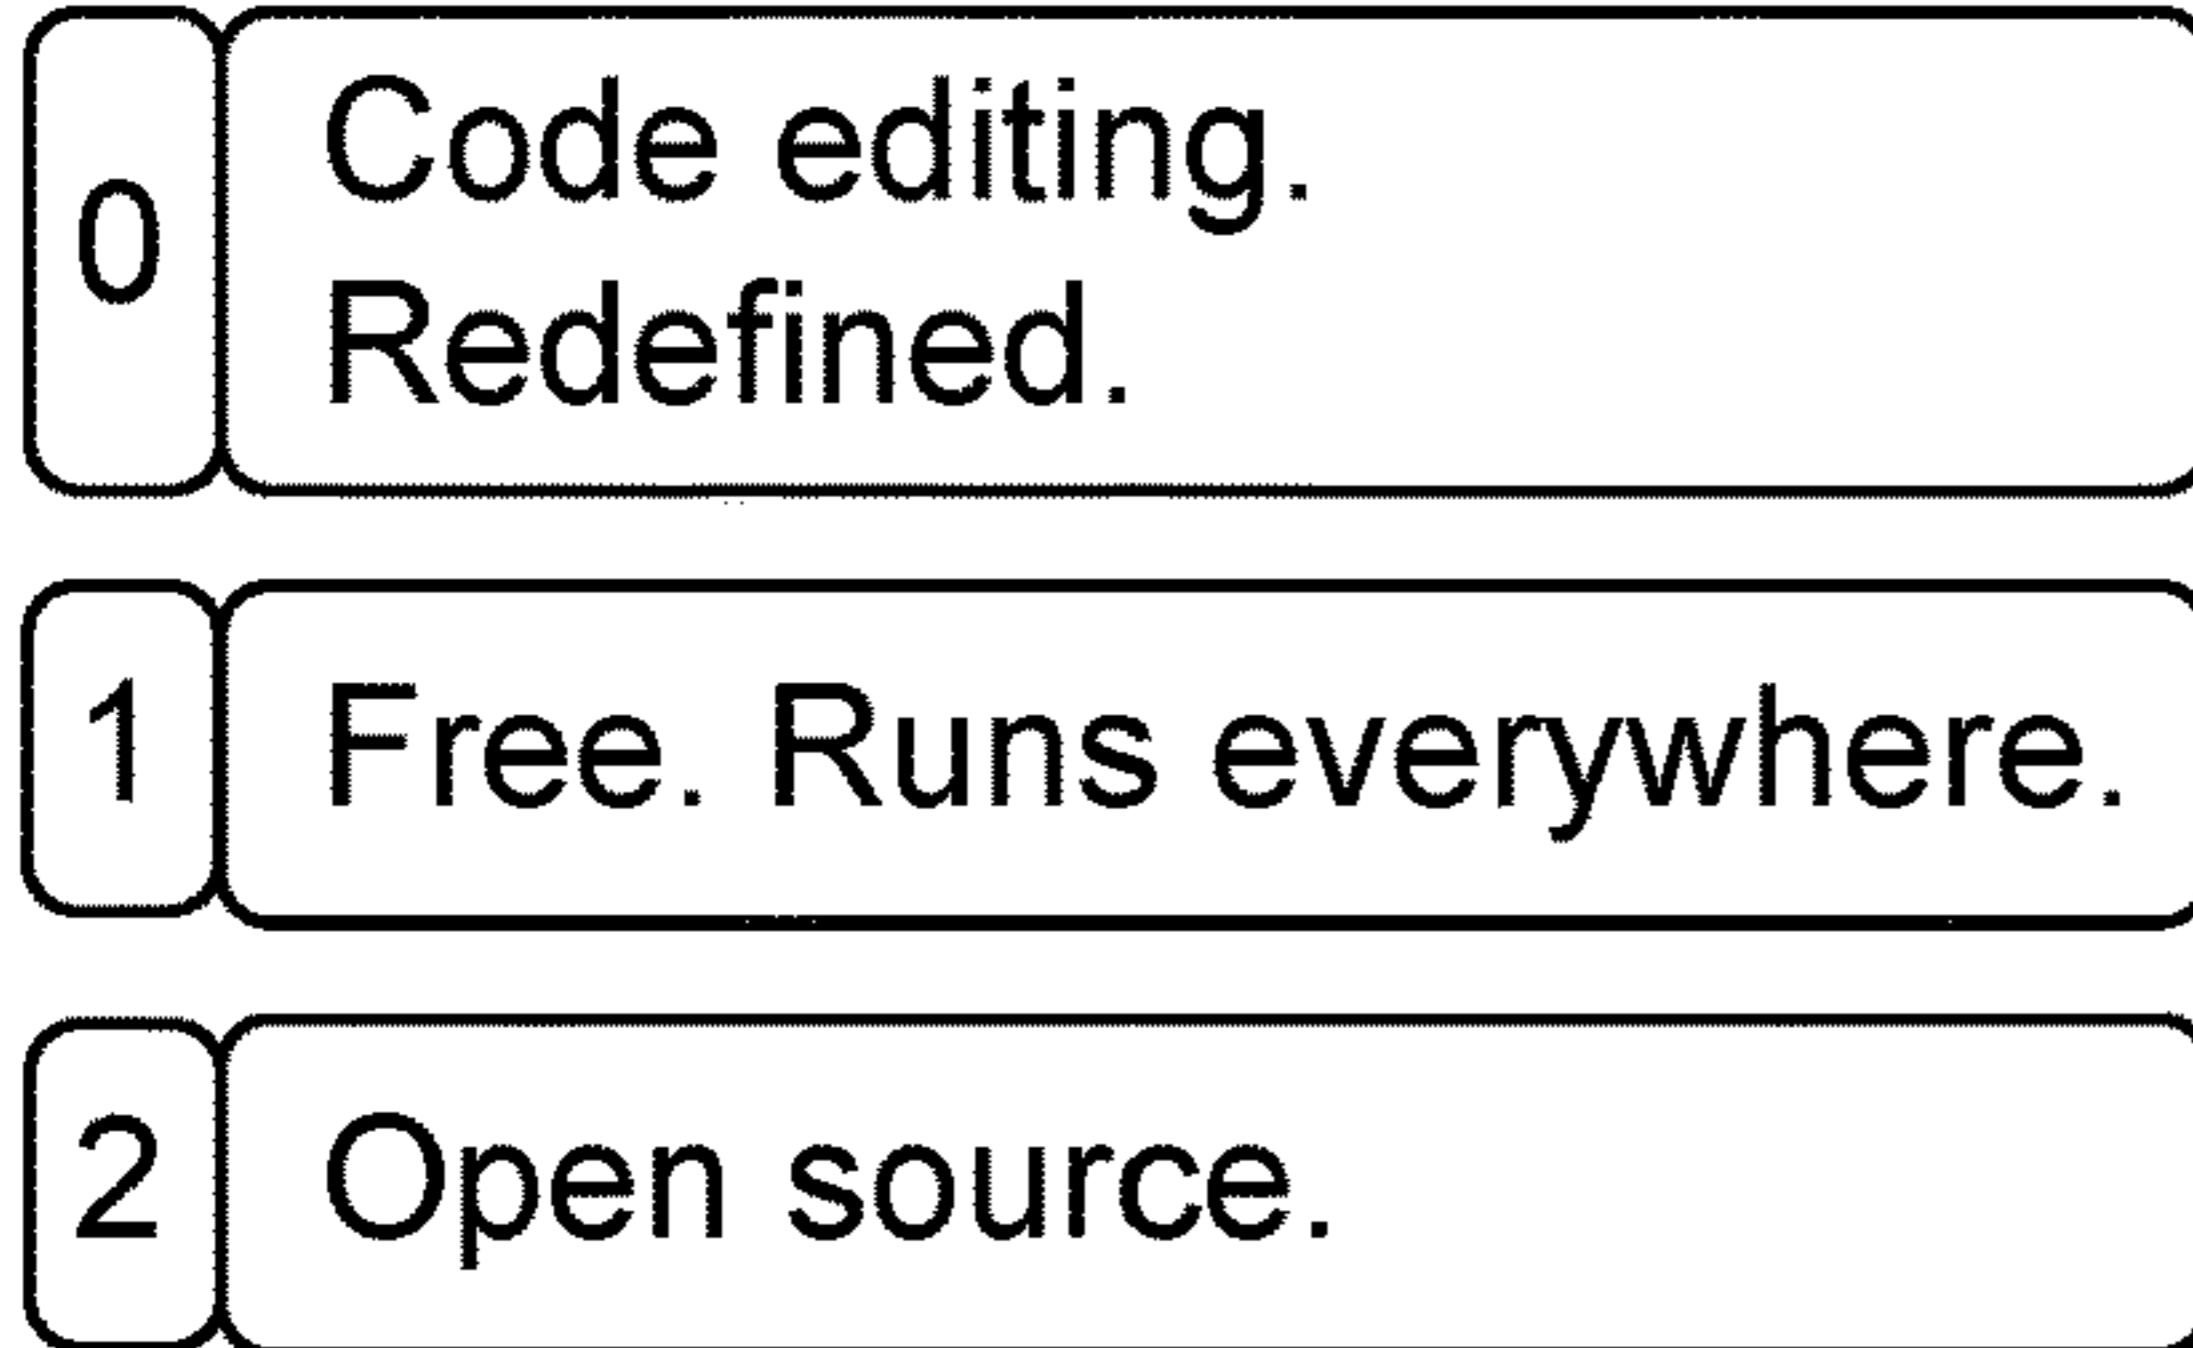 0
Code editing.
Redefined.
1
Free. Runs everywhere.
2
Open source.